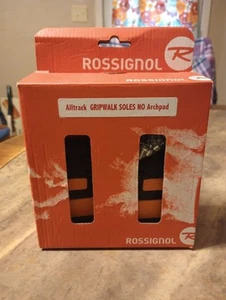 ROSSIGNOL R
Alltrack GRIPWALK SOLES NO Archpad
ROSSIGNOL R